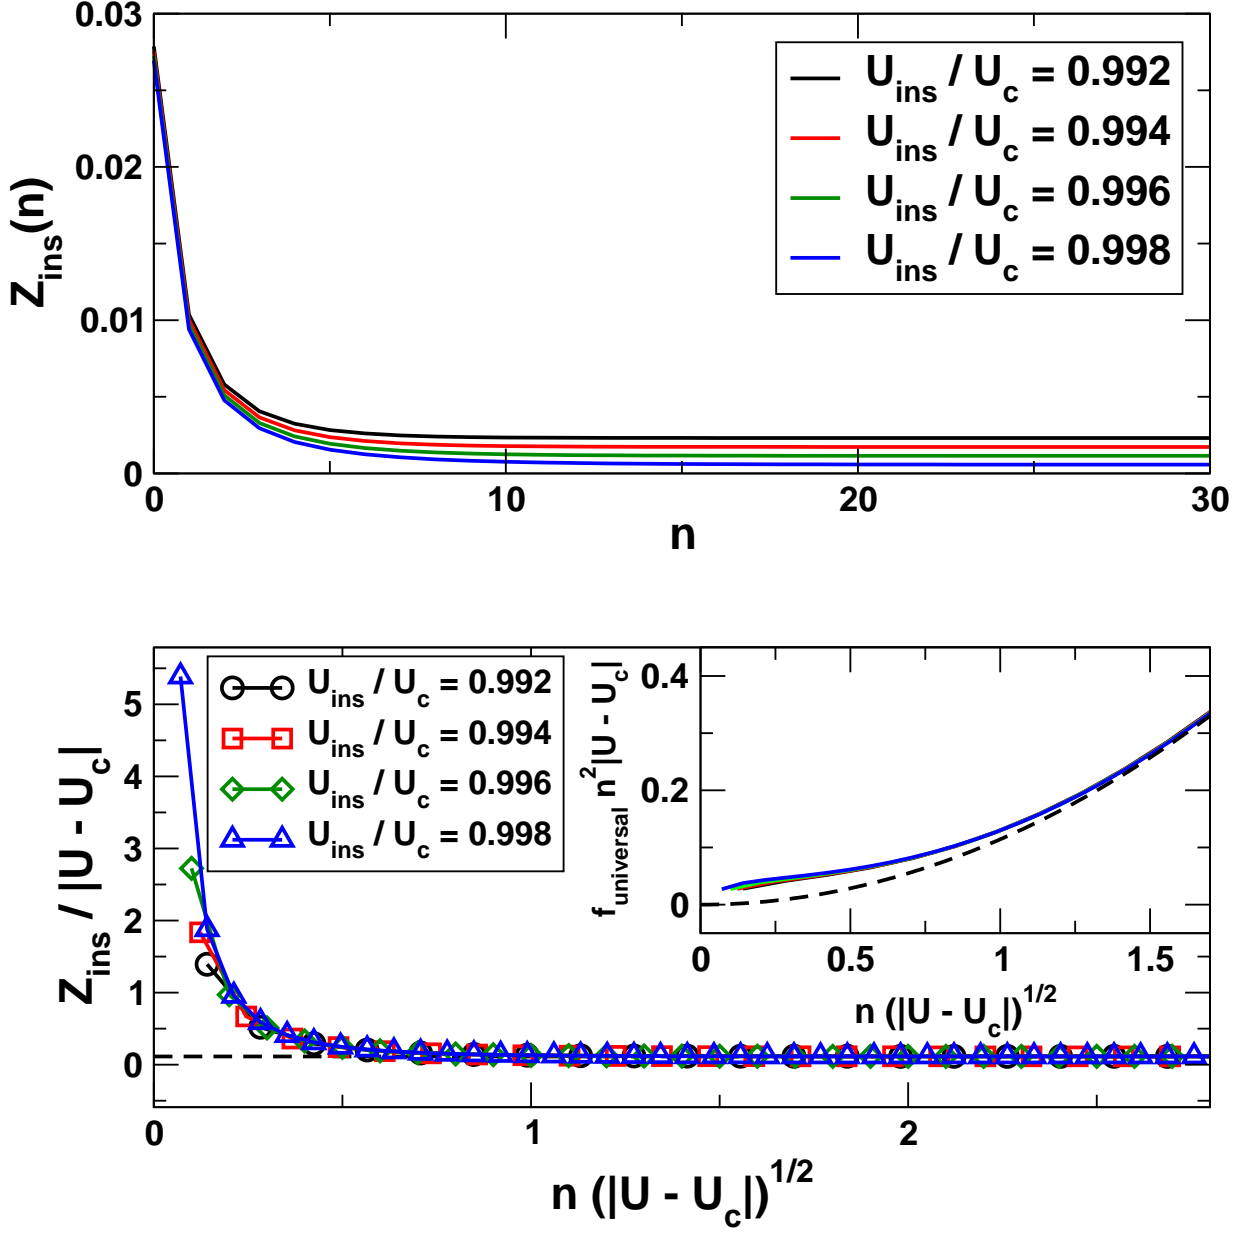 0.03
U_ins / U_c = 0.992
U_ins / U_c = 0.994
U_ins / U_c = 0.996
U_ins / U_c = 0.998
0.02
0.01
0
Z_ins(n)
0 10 20 30
n
U_ins / U_c = 0.992
U_ins / U_c = 0.994
U_ins / U_c = 0.996
U_ins / U_c = 0.998
5
4
3
2
1
0
Z_ins / |U - U_c|
0 1 2
n (|U - U_c|)^1/2
0.4
0.2
0
f_universal n^2|U - U_c|
0 0.5 1 1.5
n (|U - U_c|)^1/2